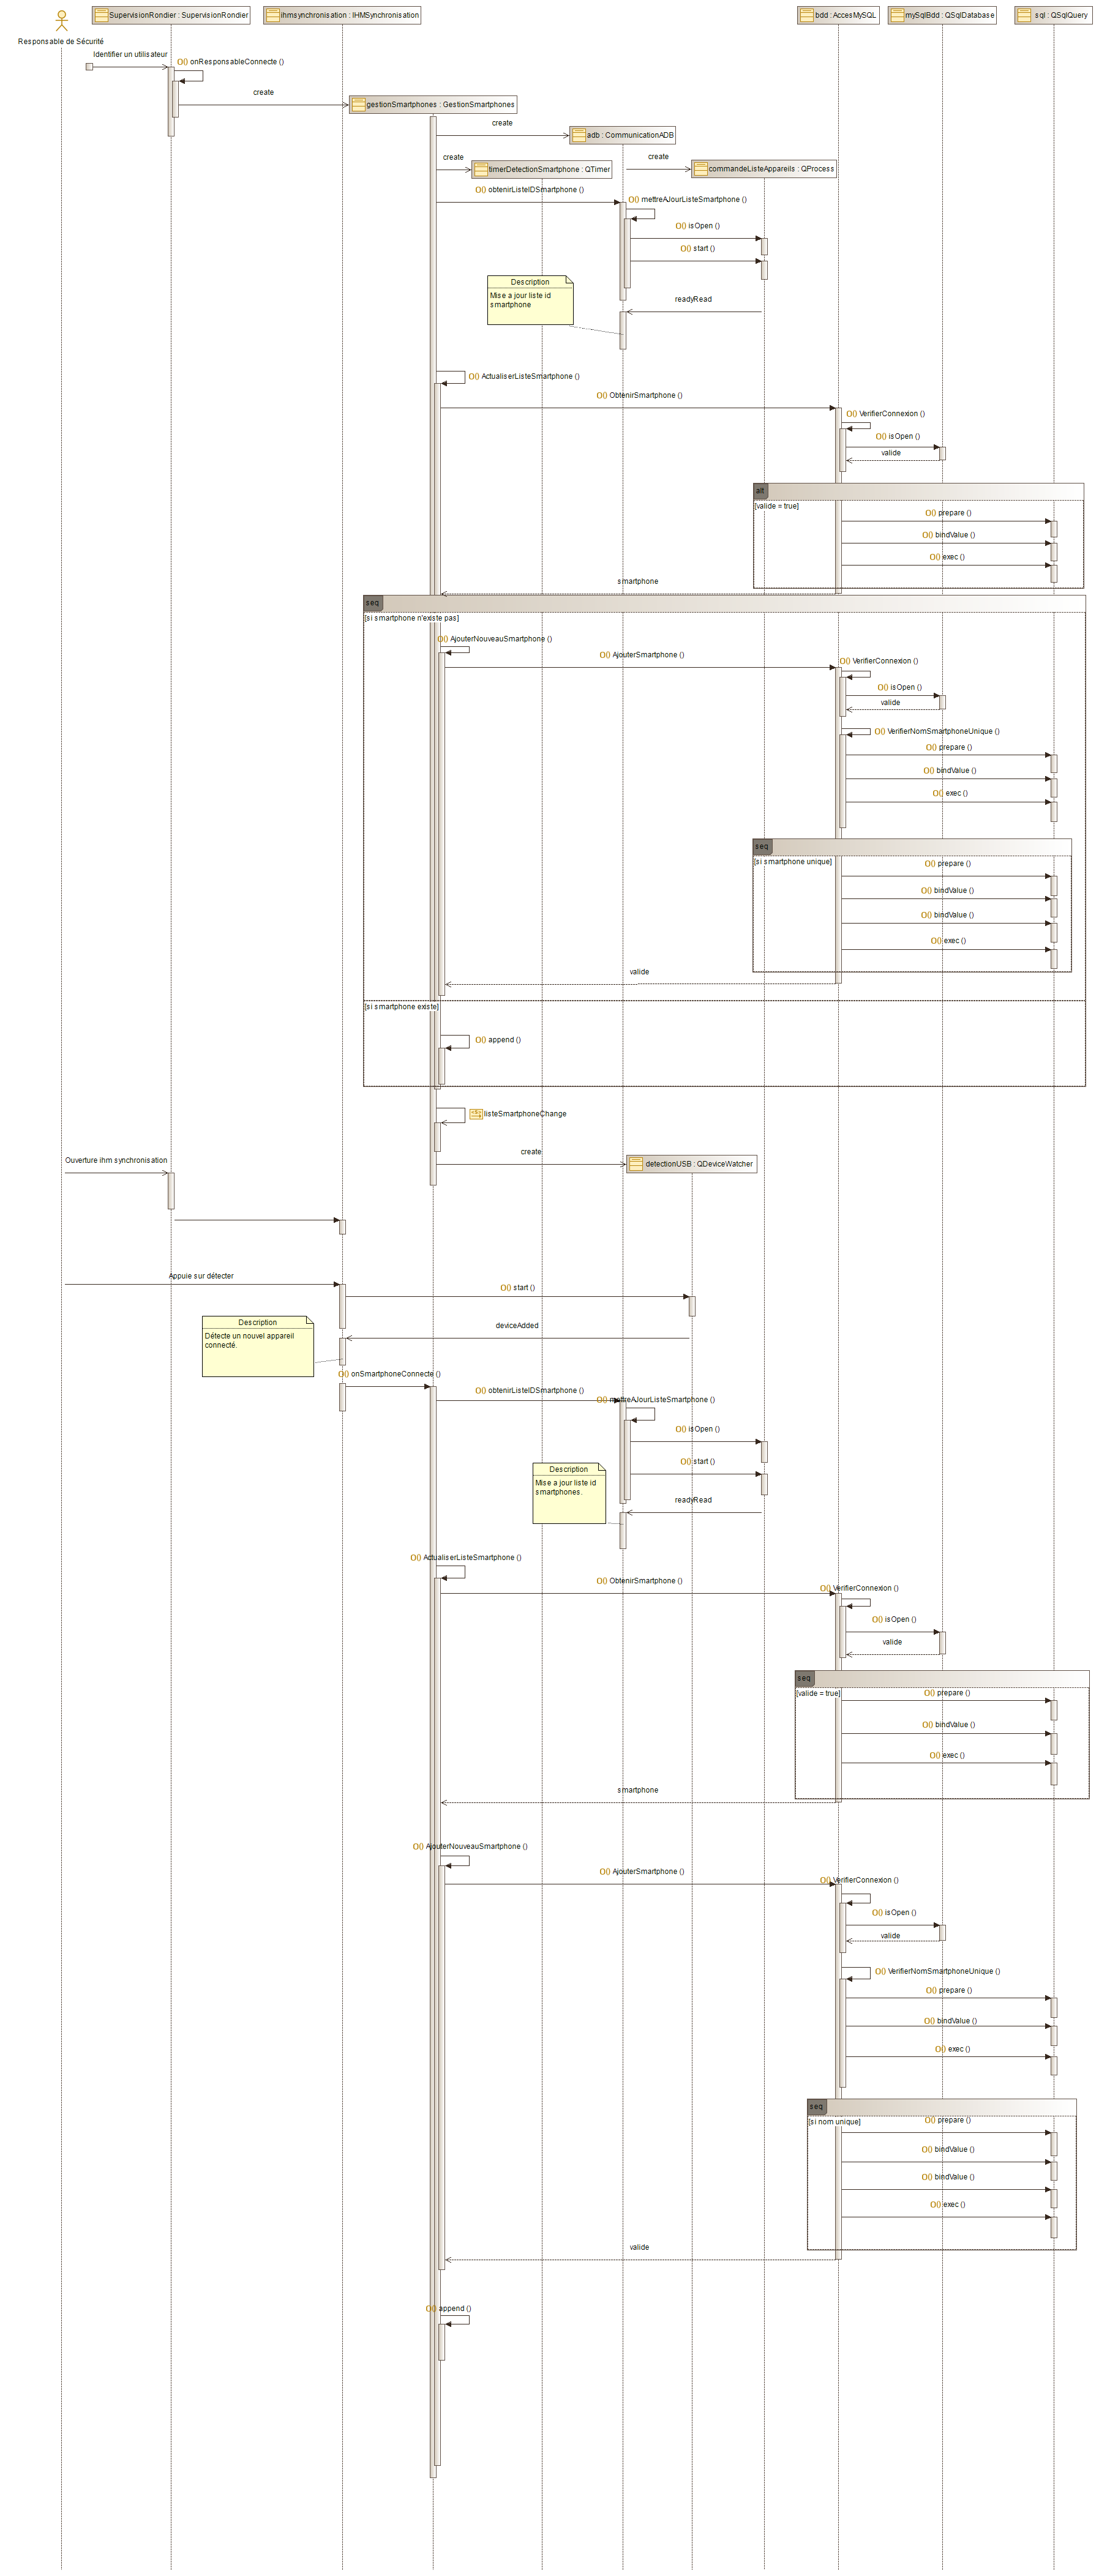 SupervisionRondier : SupervisionRondier
ihmsynchronisation : IHMSynchronisation
bdd : AccesMySQL
mySqlBdd : QSqlDatabase
sql : QSqlQuery
Responsable de Sécurité
Identifier un utilisateur
O() onResponsableConnecte ()
create
gestionSmartphones : GestionSmartphones
create
adb : CommunicationADB
create
create
timerDetectionSmartphone : QTimer
commandeListeAppareils : QProcess
O() obtenirListeIDSmartphone ()
O() mettreAJourListeSmartphone ()
O() isOpen ()
O() start ()
Description
Mise a jour liste id
smartphone
readyRead
O() ActualiserListeSmartphone ()
O() ObtenirSmartphone ()
O() VerifierConnexion ()
O() isOpen ()
valide
alt
[valide = true]
O() prepare ()
O() bindValue ()
O() exec ()
smartphone
seq
[si smartphone n'existe pas]
O() AjouterNouveauSmartphone ()
O() AjouterSmartphone ()
O() VerifierConnexion ()
O() isOpen ()
valide
O() VerifierNomSmartphoneUnique ()
O() prepare ()
O() bindValue ()
O() exec ()
seq
[si smartphone unique]
O() prepare ()
O() bindValue ()
O() bindValue ()
O() exec ()
valide
[si smartphone existe]
O() append ()
listeSmartphoneChange
create
Ouverture ihm synchronisation
detectionUSB : QDeviceWatcher
Appuie sur détecter
O() start ()
Description
Détecte un nouvel appareil
connecté.
deviceAdded
O() onSmartphoneConnecte ()
O() obtenirListeIDSmartphone ()
O() mettreAJourListeSmartphone ()
O() isOpen ()
O() start ()
Description
Mise a jour liste id
smartphones.
readyRead
O() ActualiserListeSmartphone ()
O() ObtenirSmartphone ()
O() VerifierConnexion ()
O() isOpen ()
valide
seq
[valide = true]
O() prepare ()
O() bindValue ()
O() exec ()
smartphone
O() AjouterNouveauSmartphone ()
O() AjouterSmartphone ()
O() VerifierConnexion ()
O() isOpen ()
valide
O() VerifierNomSmartphoneUnique ()
O() prepare ()
O() bindValue ()
O() exec ()
seq
[si nom unique]
O() prepare ()
O() bindValue ()
O() bindValue ()
O() exec ()
valide
O() append ()